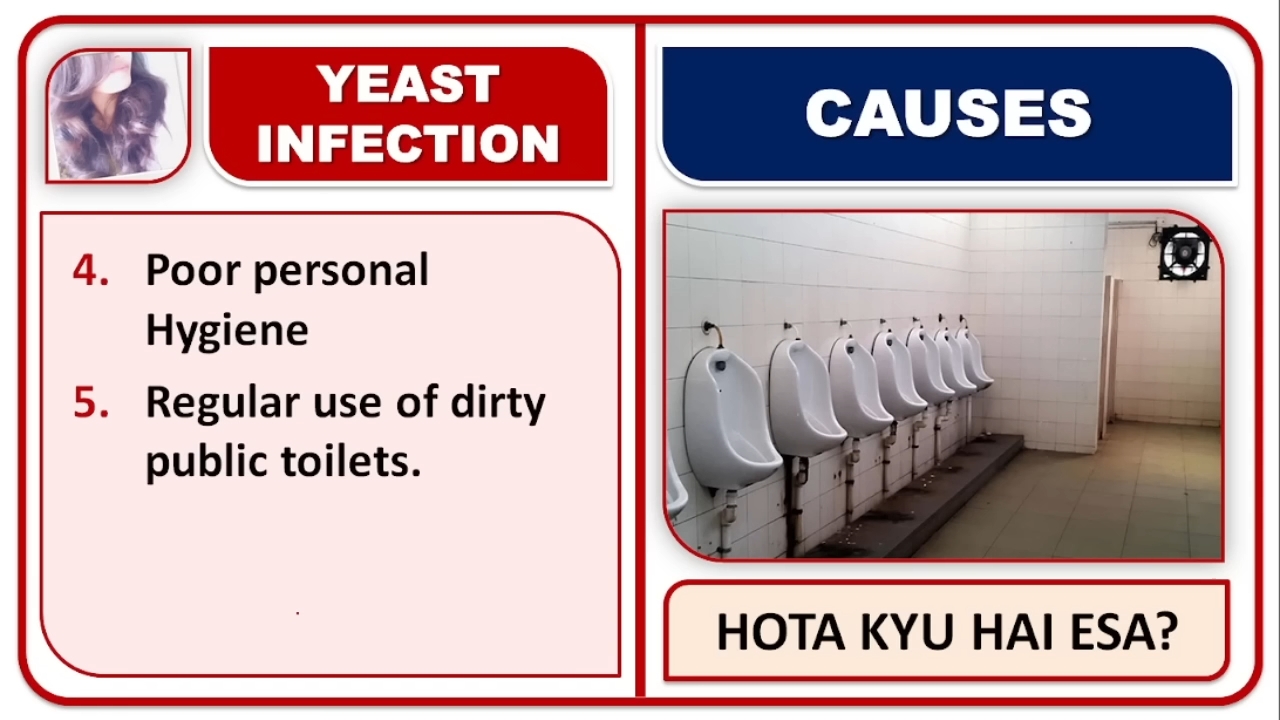 YEAST
INFECTION
CAUSES
4. Poor personal
Hygiene
5. Regular use of dirty
public toilets.
HOTA KYU HAI ESA?